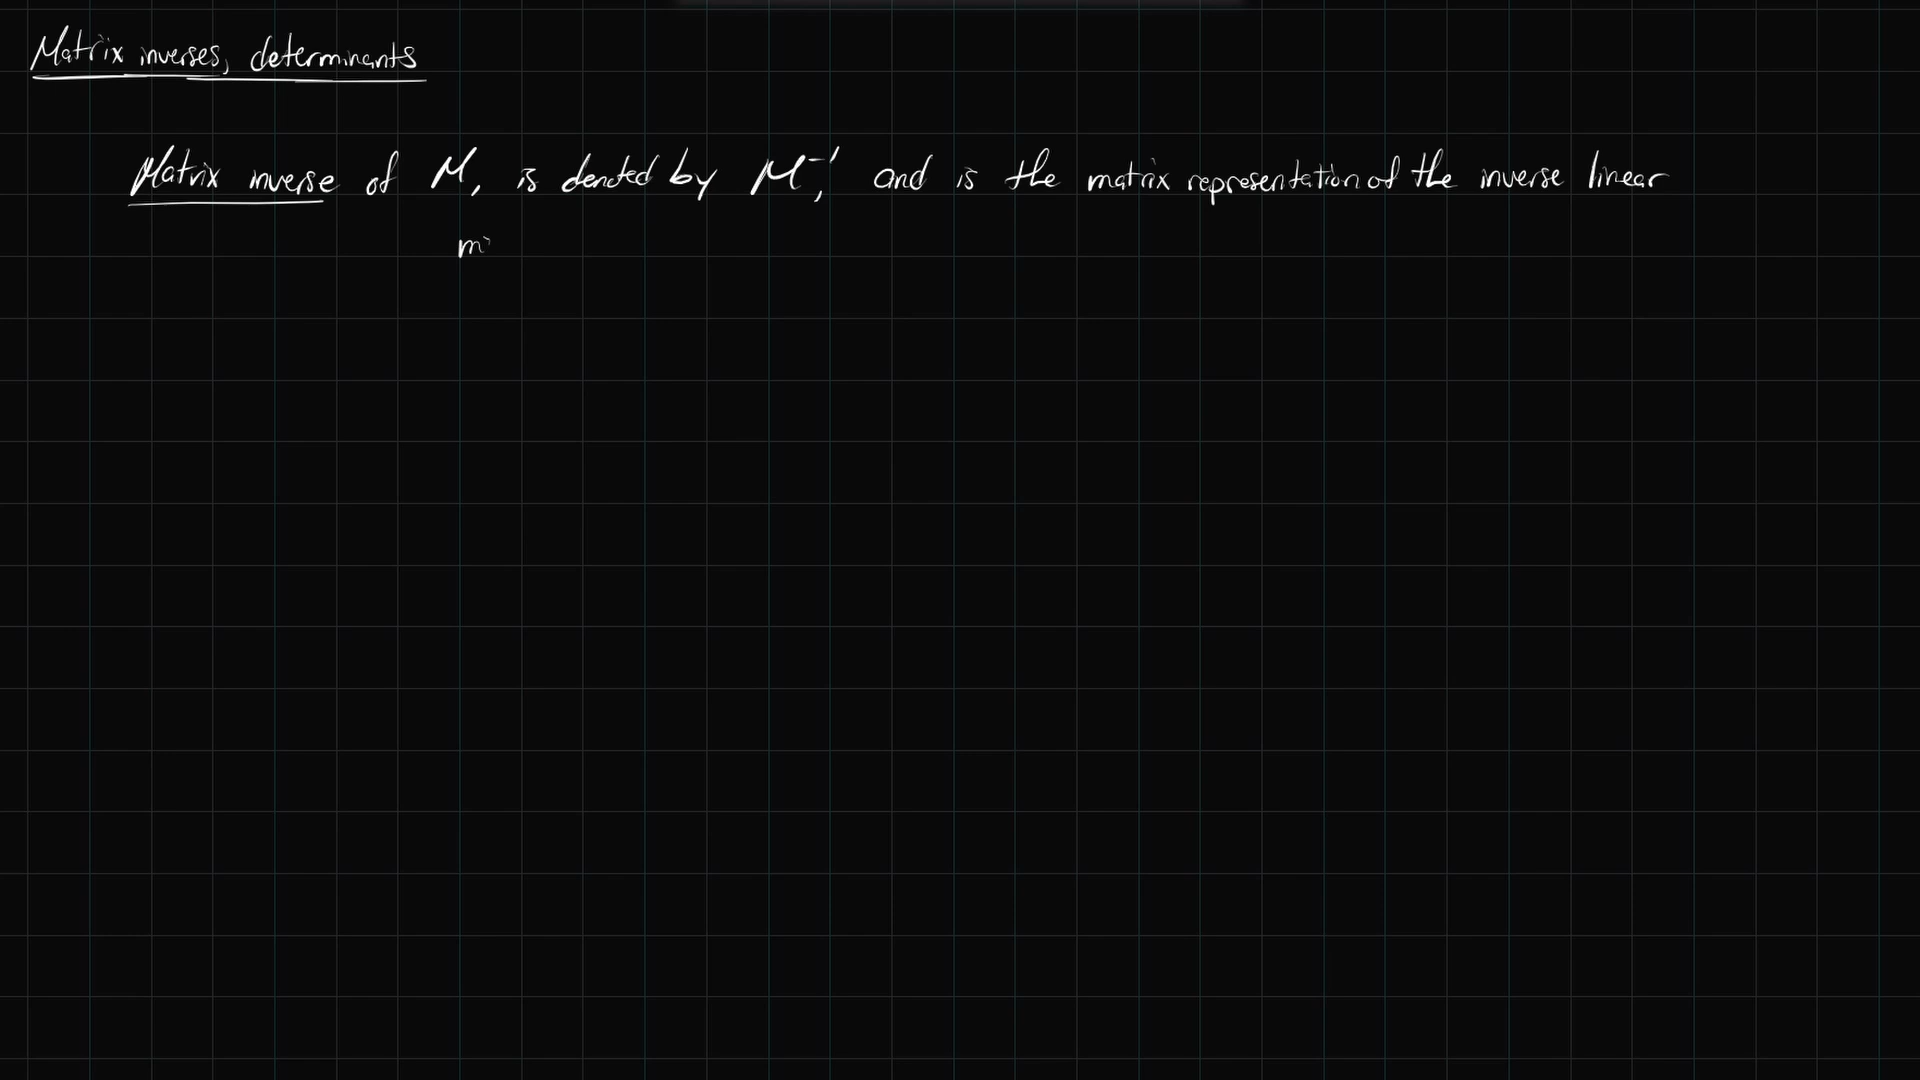 Matrix inverses, determinants
Matrix inverse of M, is denoted by M⁻¹, and is the matrix representation of the inverse linear
m